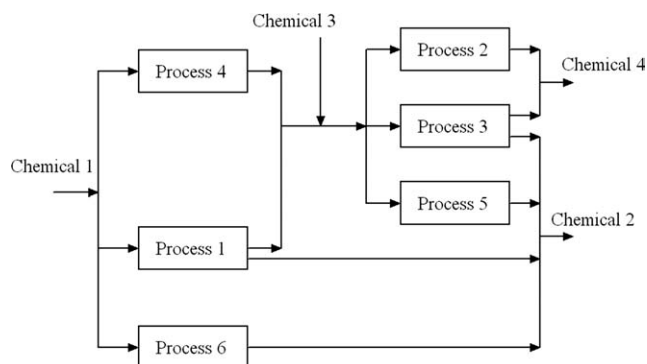 Chemical 3
Process 2
Process 4
Chemical 4
Process 3
Chemical 1
Process 5
Chemical 2
Process 1
Process 6